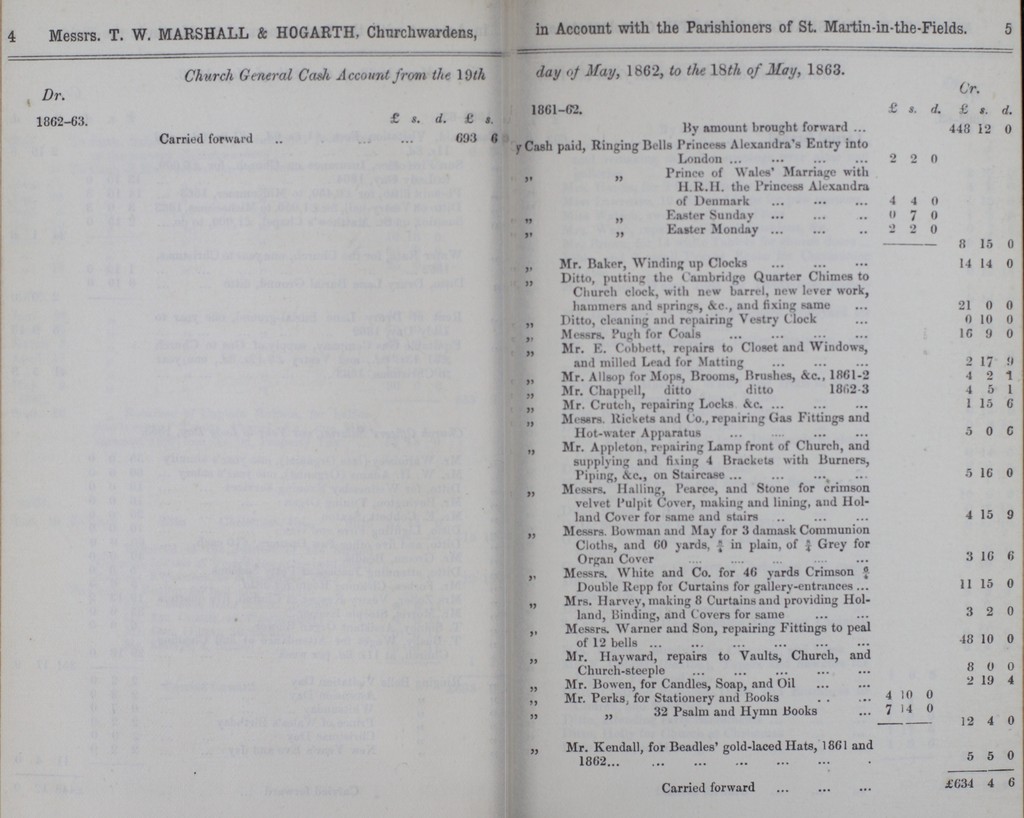 4 Messrs. T. W. MARSHALL & HOGARTH, Churchwardens,
Church General Cash Account from the 19th
Dr.
1862-63. £ s. d. £ s.
Carried forward .. ... ... 693 6
in Account with the Parishioners of St. Martin-in-the-Fields. 5
day of May, 1862, to the 18th of May, 1863.
Cr.
1861-62. £ s. d. £ s. d.
By amount brought forward ... 448 12 0
y Cash paid, Ringing Bells Princess Alexandra's Entry into
London ... ... ... ... 2 2 0
„ „ Prince of Wales' Marriage with
H.R.H. the Princess Alexandra
of Denmark ... ... ... 4 4 0
„ „ Easter Sunday ... ... .. 0 7 0
„ „ Easter Monday ... ... .. 2 2 0
8 15 0
„ Mr. Baker, Winding up Clocks ... ... ... 14 14 0
„ Ditto, putting the Cambridge Quarter Chimes to
Church clock, with new barrel, new lever work,
hammers and springs, &c., and fixing same ... 21 0 0
„ Ditto, cleaning and repairing Vestry Clock ... 0 10 0
„ Messrs. Pugh for Coals ... ... ... ... 16 9 0
„ Mr. E. Cobbett, repairs to Closet and Windows,
and milled Lead for Matting ... ... ... 2 17 9
„ Mr. Allsop for Mops, Brooms, Brushes, &c., 1861-2 4 2 1
„ Mr. Chappell, ditto ditto 1862-3 4 5 1
„ Mr. Crutch, repairing Locks &c. ... ... ... 1 15 6
„ Messrs. Rickets and Co., repairing Gas Fittings and
Hot-water Apparatus ... ... ... ... 5 0 6
„ Mr. Appleton, repairing Lamp front of Church, and
supplying and fixing 4 Brackets with Burners,
Piping, &c., on Staircase ... ... ... .. 5 16 0
„ Messrs. Halling, Pearce, and Stone for crimson
velvet Pulpit Cover, making and lining, and Hol-
land Cover for same and stairs .. ... ... 4 15 9
„ Messrs. Bowman and May for 3 damask Communion
Cloths, and 60 yards, in plain, of Grey for
Organ Cover .... .... .... .... ... 3 16 6
„ Messrs. White and Co. for 46 yards Crimson
Double Repp for Curtains for gallery-entrances ... 11 15 0
„ Mrs. Harvey, making 8 Curtains and providing Hol-
land, Binding, and Covers for same ... ... 3 2 0
„ Messrs. Warner and Son, repairing Fittings to peal
of 12 bells ... ... ... ... ... ... 48 10 0
„ Mr. Hayward, repairs to Vaults, Church, and
Church-steeple ... ... ... ... ... 8 0 0
„ Mr. Bowen, for Candles, Soap, and Oil ... ... 2 19 4
„ Mr. Perks, for Stationery and Books .. ... 4 10 0
„ „ 32 Psalm and Hymn Books ... 7 14 0
12 4 0
„ Mr. Kendall, for Beadles' gold-laced Hats, 1861 and
1862... ... ... ... ... ... . 5 5 0
Carried forward ... ... ... £634 4 6